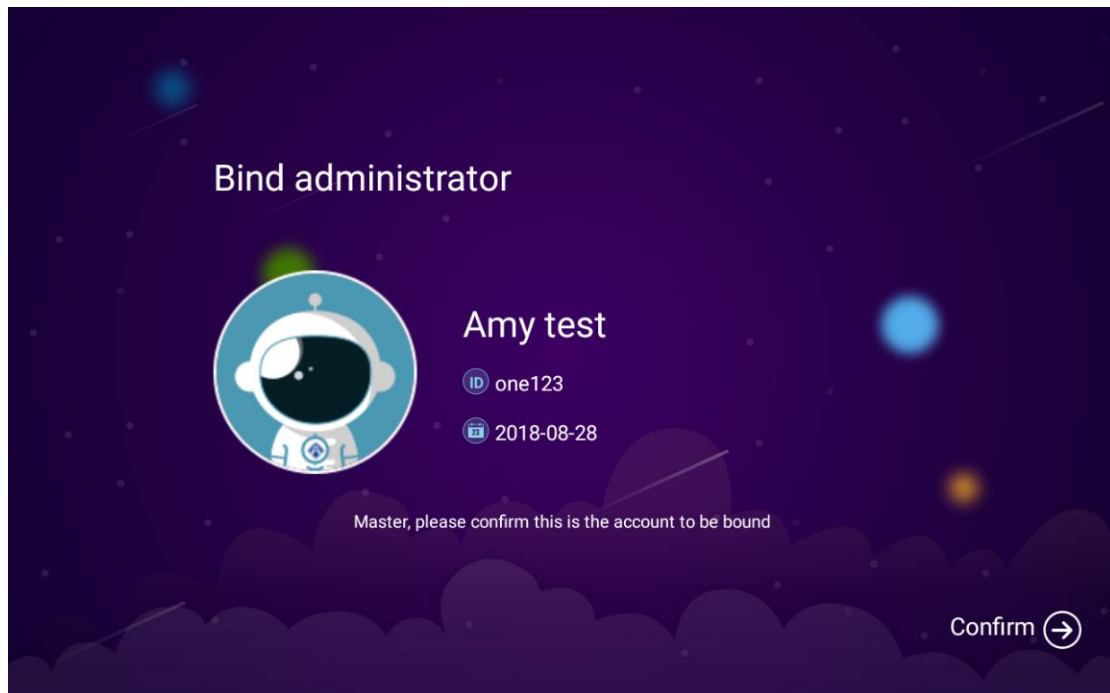 Bind administrator
Amy test
ID one123
23 2018-08-28
Master, please confirm this is the account to be bound
Confirm